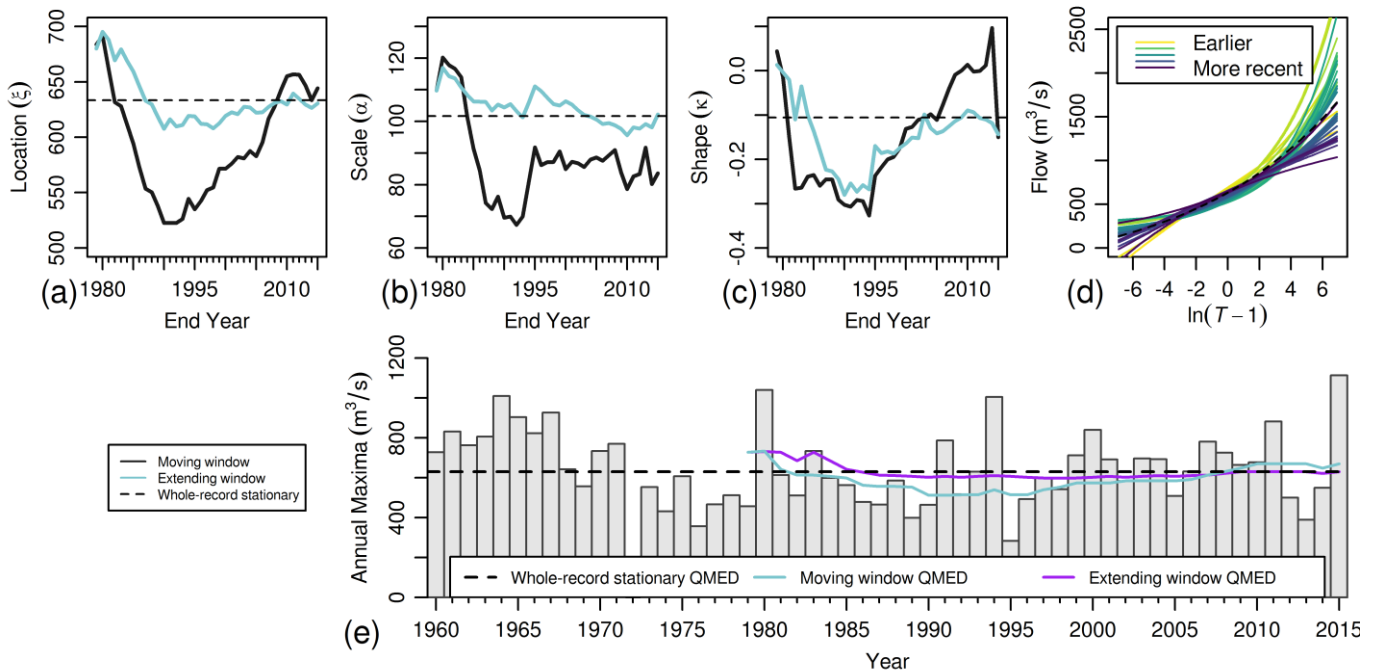 700
650
600
550
500
Location (ξ)
1980 1995 2010
End Year
(a)
120
100
80
60
Scale (α)
1980 1995 2010
End Year
(b)
0.0
-0.2
-0.4
Shape (κ)
1980 1995 2010
End Year
(c)
2500
1500
500
0
Flow (m³/s)
Earlier
More recent
-6 -4 -2 0 2 4 6
ln(T − 1)
(d)
Moving window
Extending window
Whole-record stationary
1200
800
400
0
Annual Maxima (m³/s)
Whole-record stationary QMED Moving window QMED Extending window QMED
1960 1965 1970 1975 1980 1985 1990 1995 2000 2005 2010 2015
Year
(e)